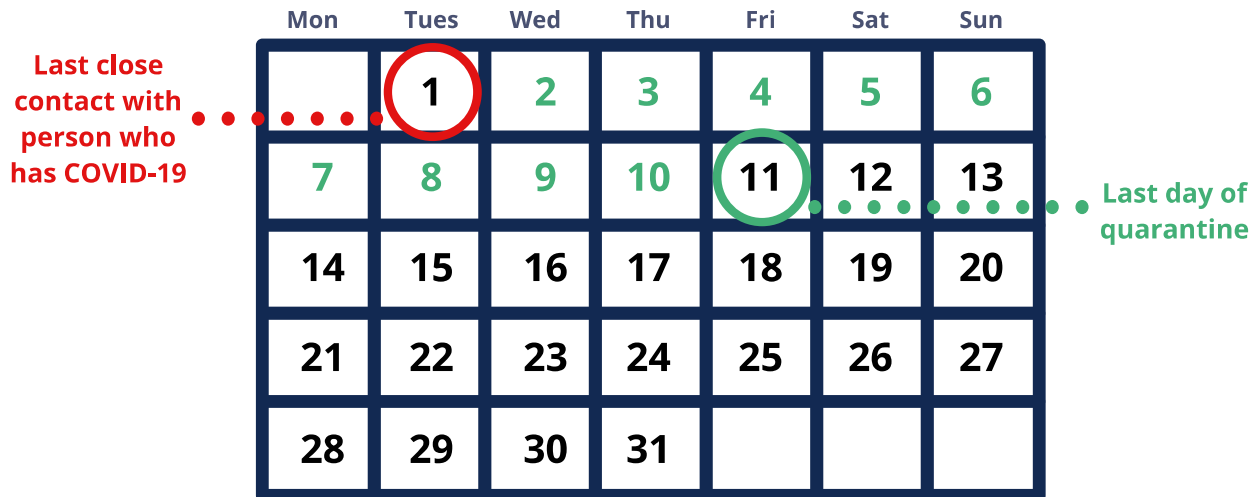 Mon Tues Wed Thu Fri Sat Sun
Last close
contact with
person who
has COVID-19
1 2 3 4 5 6
7 8 9 10 11 12 13
Last day of
quarantine
14 15 16 17 18 19 20
21 22 23 24 25 26 27
28 29 30 31